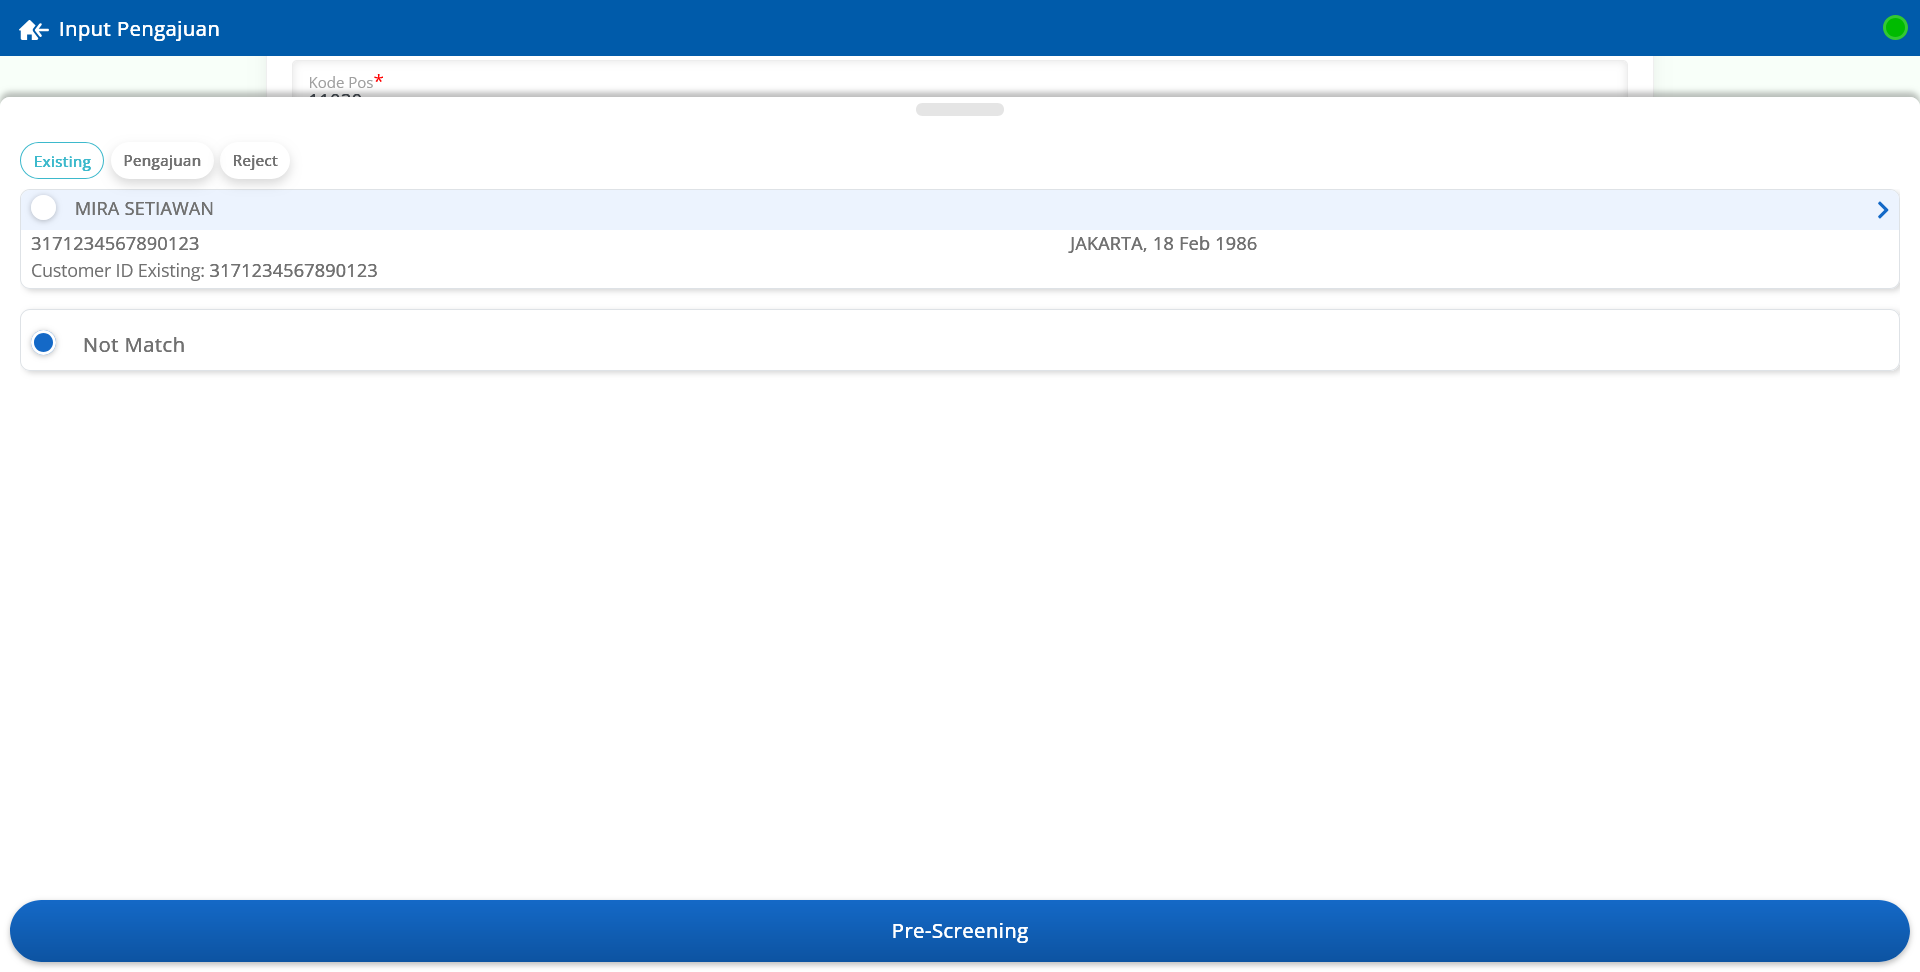 Input Pengajuan
Kode Pos*
Existing
Pengajuan
Reject
MIRA SETIAWAN
3171234567890123
JAKARTA, 18 Feb 1986
Customer ID Existing: 3171234567890123
Not Match
Pre-Screening